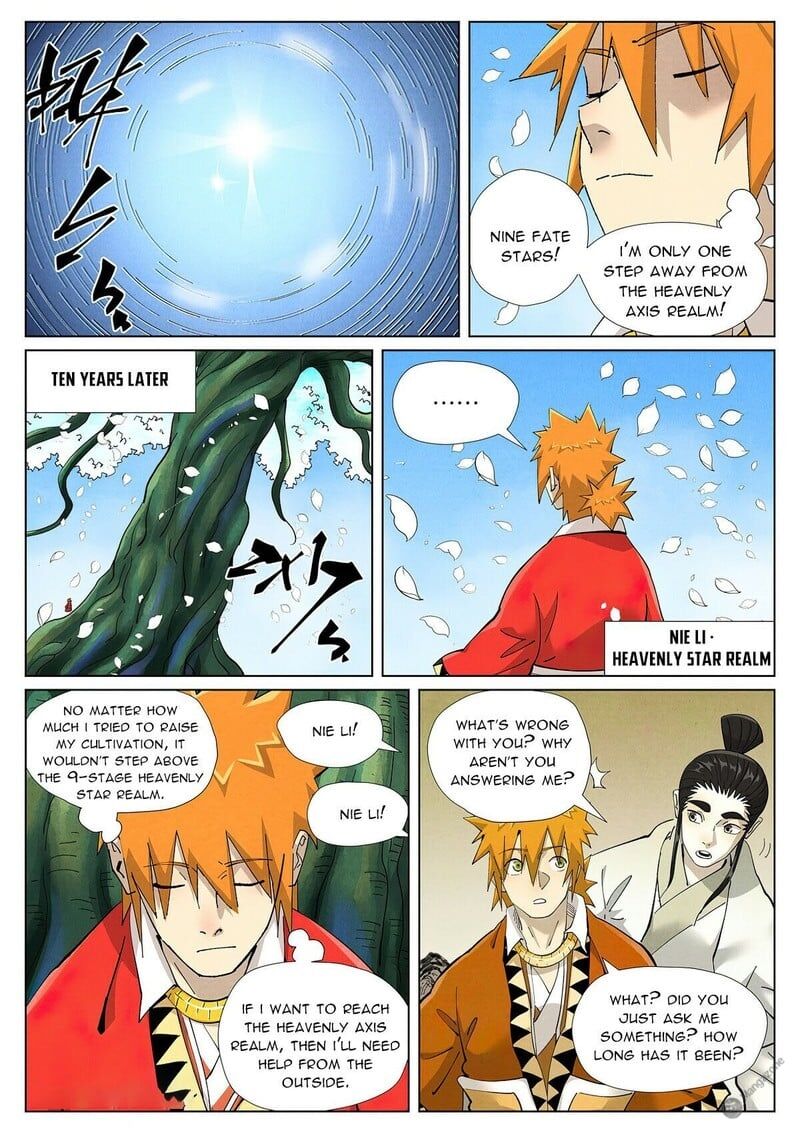 NINE FATE
STARS!
I'M ONLY ONE
STEP AWAY FROM
THE HEAVENLY
AXIS REALM!
TEN YEARS LATER
......
NIE LI ·
HEAVENLY STAR REALM
NO MATTER HOW
MUCH I TRIED TO RAISE
MY CULTIVATION, IT
WOULDN'T STEP ABOVE
THE 9-STAGE HEAVENLY
STAR REALM.
NIE LI!
NIE LI!
IF I WANT TO REACH
THE HEAVENLY AXIS
REALM, THEN I'LL NEED
HELP FROM THE
OUTSIDE.
WHAT'S WRONG
WITH YOU? WHY
AREN'T YOU
ANSWERING ME?
WHAT? DID YOU
JUST ASK ME
SOMETHING? HOW
LONG HAS IT BEEN?